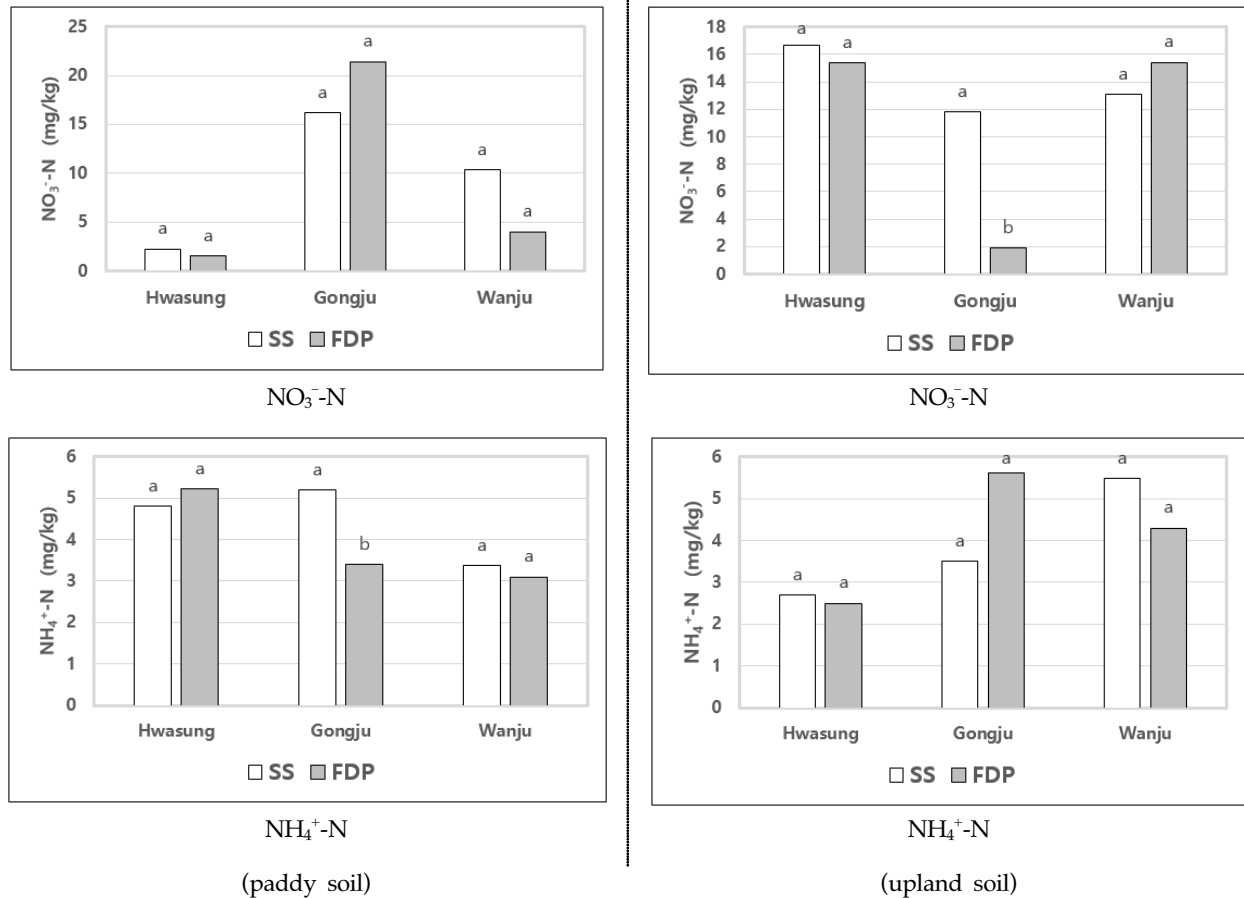 25
20
15
10
5
0
NO₃⁻-N (mg/kg)
a a
a a
a a
Hwasung Gongju Wanju
SS FDP
NO₃⁻-N
18
16
14
12
10
8
6
4
2
0
NO₃⁻-N (mg/kg)
a a
a b
a a
Hwasung Gongju Wanju
SS FDP
NO₃⁻-N
6
5
4
3
2
1
0
NH₄⁺-N (mg/kg)
a a
a b
a a
Hwasung Gongju Wanju
SS FDP
NH₄⁺-N
(paddy soil)
6
5
4
3
2
1
0
NH₄⁺-N (mg/kg)
a a
a a
a a
Hwasung Gongju Wanju
SS FDP
NH₄⁺-N
(upland soil)